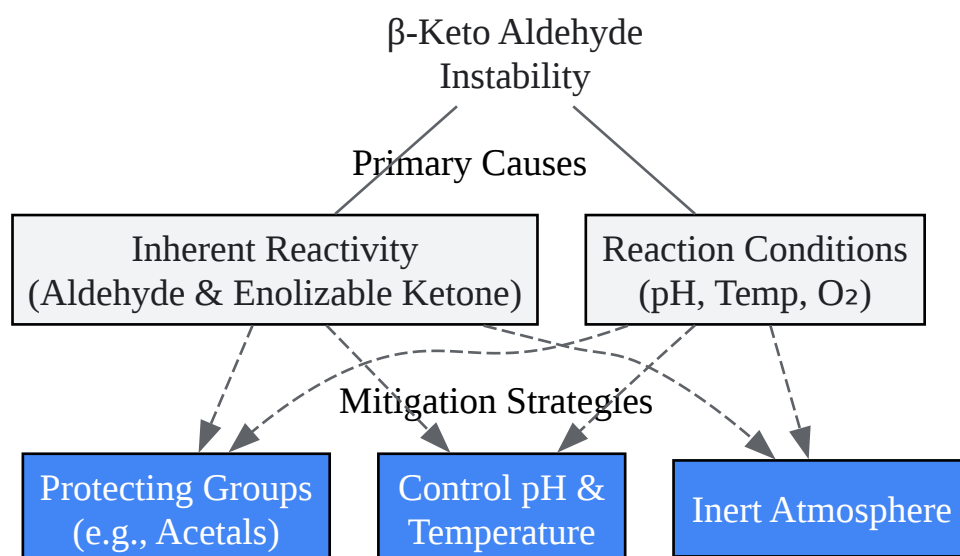 β-Keto Aldehyde
Instability
Primary Causes
Inherent Reactivity
(Aldehyde & Enolizable Ketone)
Reaction Conditions
(pH, Temp, O₂)
Mitigation Strategies
Protecting Groups
(e.g., Acetals)
Control pH &
Temperature
Inert Atmosphere